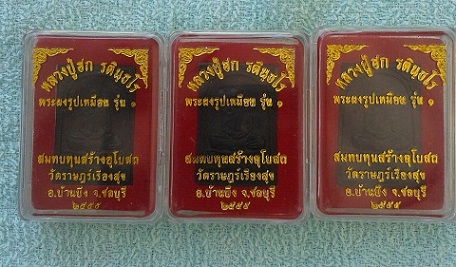 หลวงปู่ฮก รตินฺธโร
พระผงรูปเหมือน รุ่น ๑
สมทบทุนสร้างอุโบสถ
วัดราษฎร์เรืองสุข
อ.บ้านบึง จ.ชลบุรี
๒๕๕๕
หลวงปู่ฮก รตินฺธโร
พระผงรูปเหมือน รุ่น ๑
สมทบทุนสร้างอุโบสถ
วัดราษฎร์เรืองสุข
อ.บ้านบึง จ.ชลบุรี
๒๕๕๕
หลวงปู่ฮก รตินฺธโร
พระผงรูปเหมือน รุ่น ๑
สมทบทุนสร้างอุโบสถ
วัดราษฎร์เรืองสุข
อ.บ้านบึง จ.ชลบุรี
๒๕๕๕